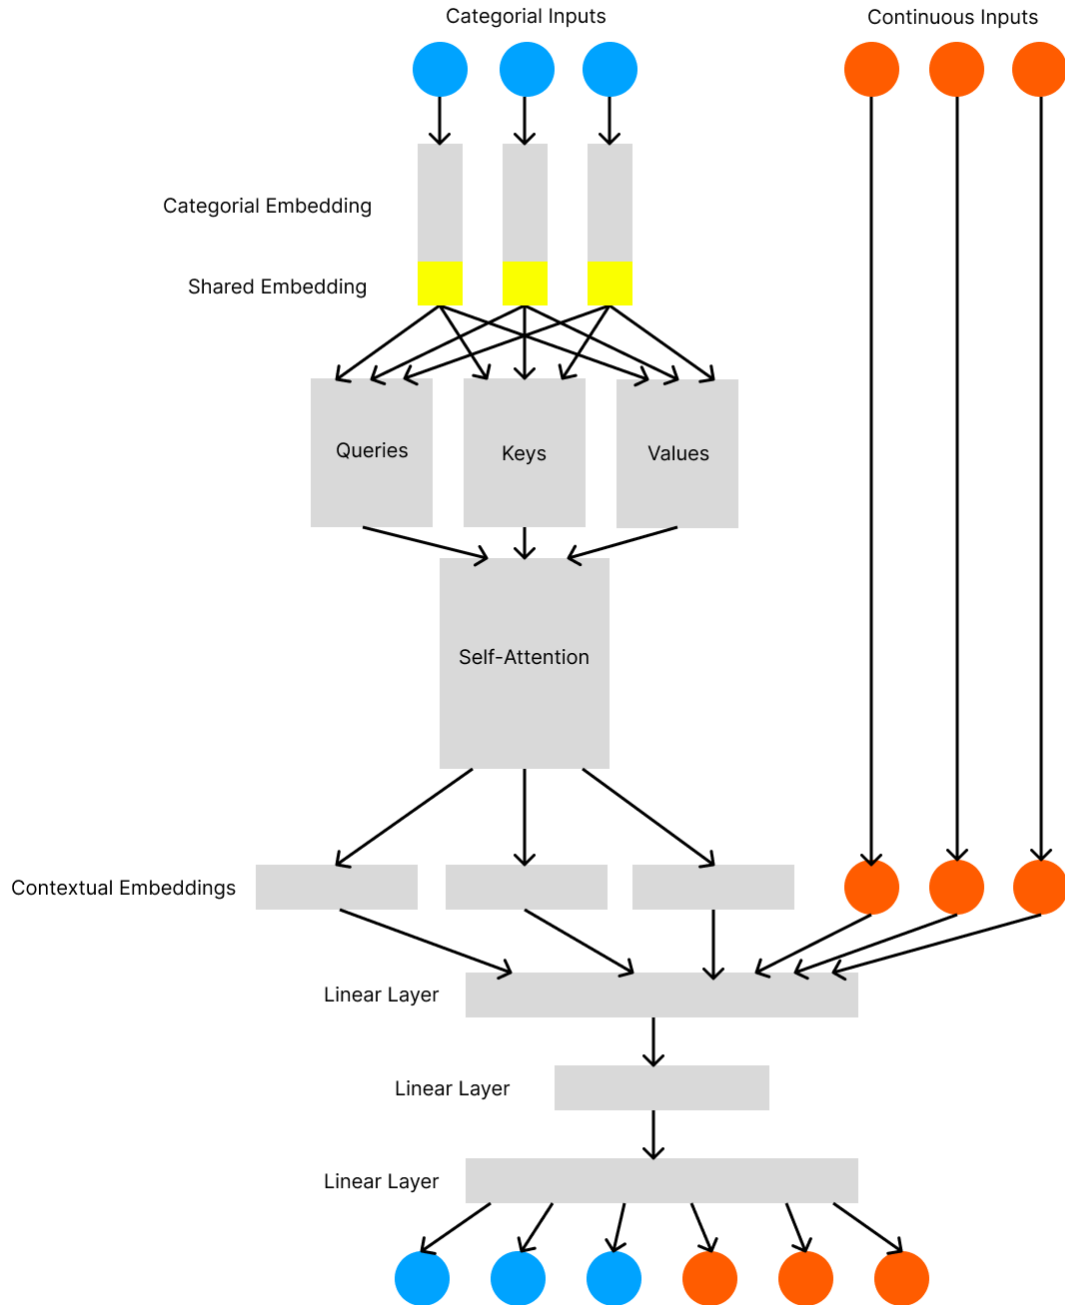 Categorial Inputs
Continuous Inputs
Categorial Embedding
Shared Embedding
Queries
Keys
Values
Self-Attention
Contextual Embeddings
Linear Layer
Linear Layer
Linear Layer